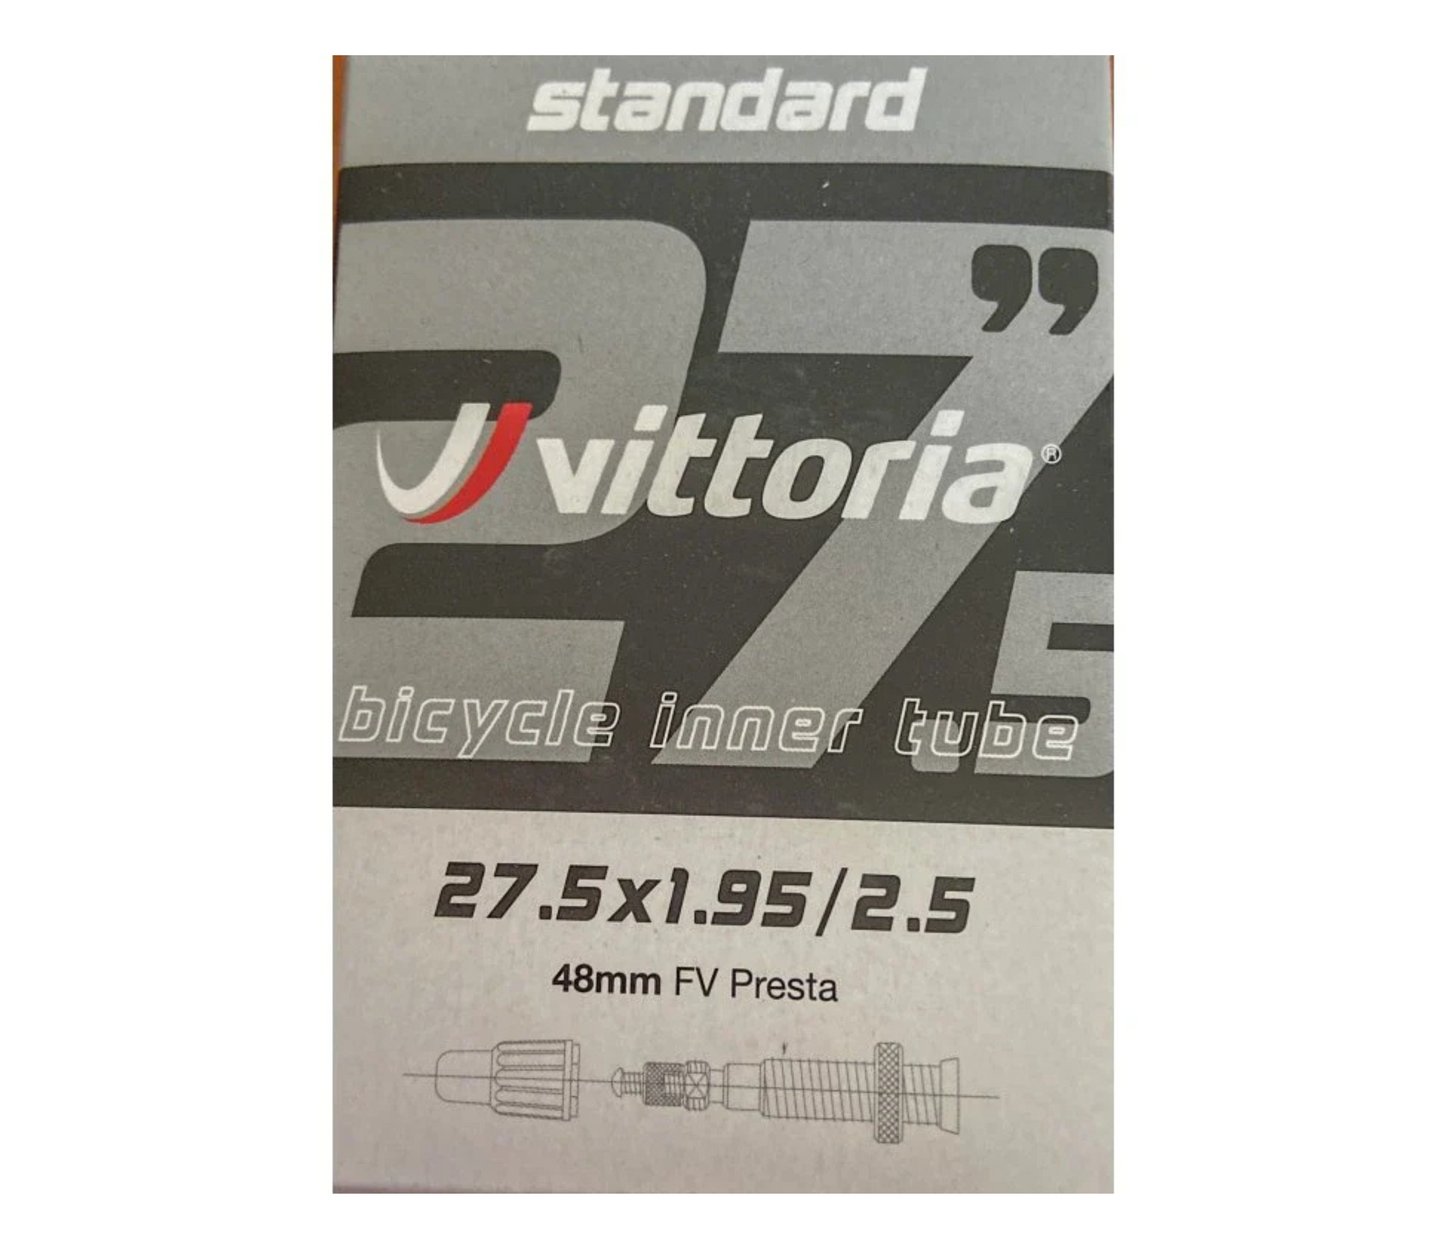 standard
27.5”
vittoria®
bicycle inner tube
27.5x1.95/2.5
48mm FV Presta